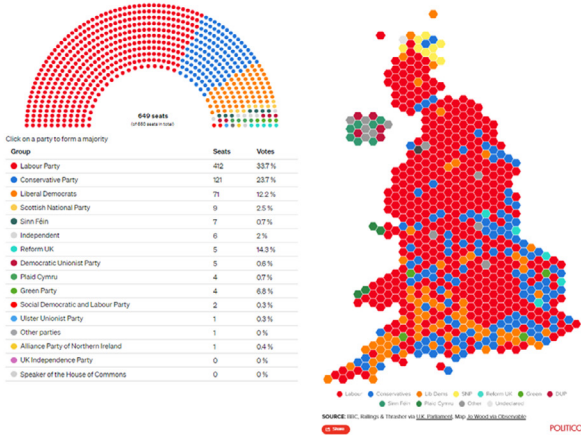 649 seats
(of 650 seats in total)
Click on a party to form a majority
Group Seats Votes
Labour Party 412 33.7 %
Conservative Party 121 23.7 %
Liberal Democrats 71 12.2 %
Scottish National Party 9 2.5 %
Sinn Féin 7 0.7 %
Independent 6 2 %
Reform UK 5 14.3 %
Democratic Unionist Party 5 0.6 %
Plaid Cymru 4 0.7 %
Green Party 4 6.8 %
Social Democratic and Labour Party 2 0.3 %
Ulster Unionist Party 1 0.3 %
Other parties 1 0 %
Alliance Party of Northern Ireland 1 0.4 %
UK Independence Party 0 0 %
Speaker of the House of Commons 0 0 %
Labour Conservatives Lib Dems SNP Reform UK Green DUP
Sinn Féin Plaid Cymru Other Undeclared
SOURCE: BBC, Rallings & Thrasher via U.K. Parliament. Map: Jo Wood via Observable
Share
POLITICO